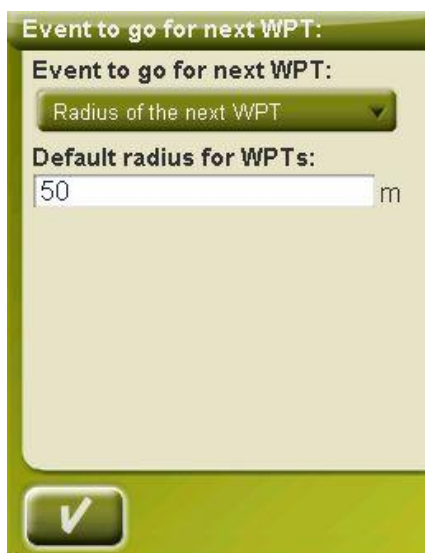 Event to go for next WPT:
Event to go for next WPT:
Radius of the next WPT
Default radius for WPTs:
50 m